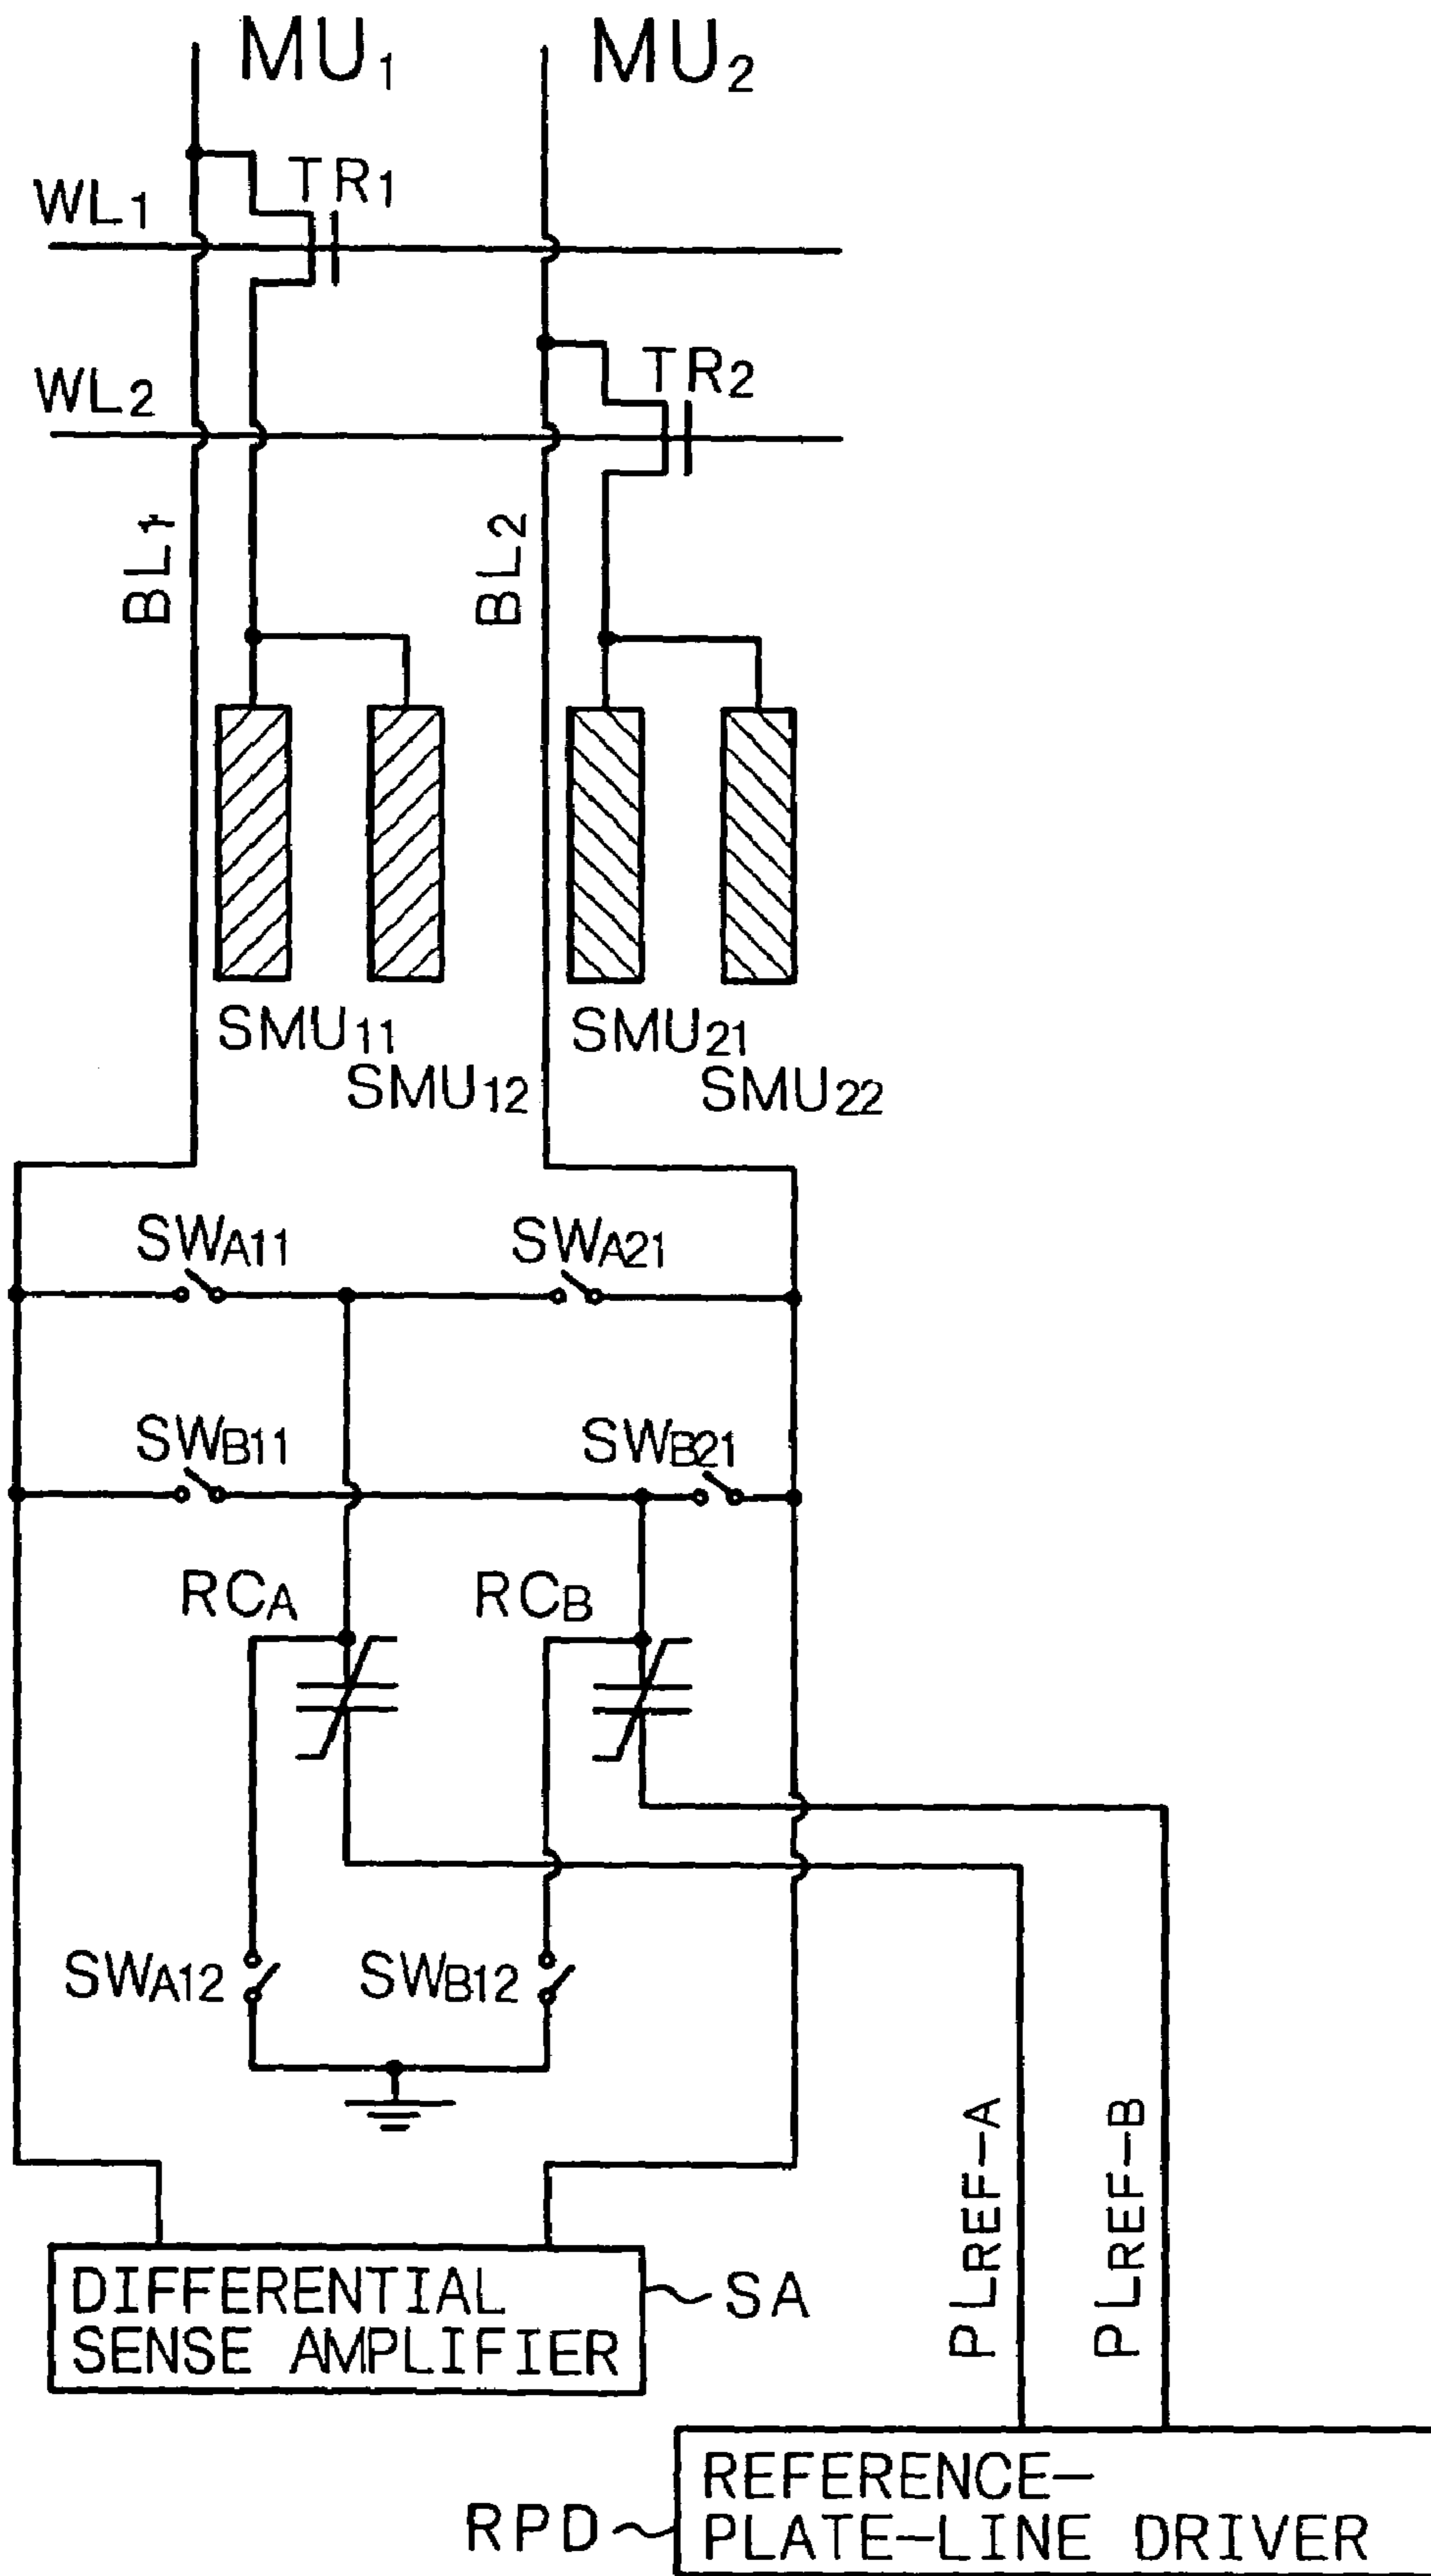 MU1 MU2
TR1
WL1
TR2
WL2
BL1 BL2
SMU11 SMU21
SMU12 SMU22
SWA11 SWA21
SWB11 SWB21
RCA RCB
SWA12 SWB12
PLREF-A
PLREF-B
DIFFERENTIAL
SENSE AMPLIFIER
SA
REFERENCE-
PLATE-LINE DRIVER
RPD